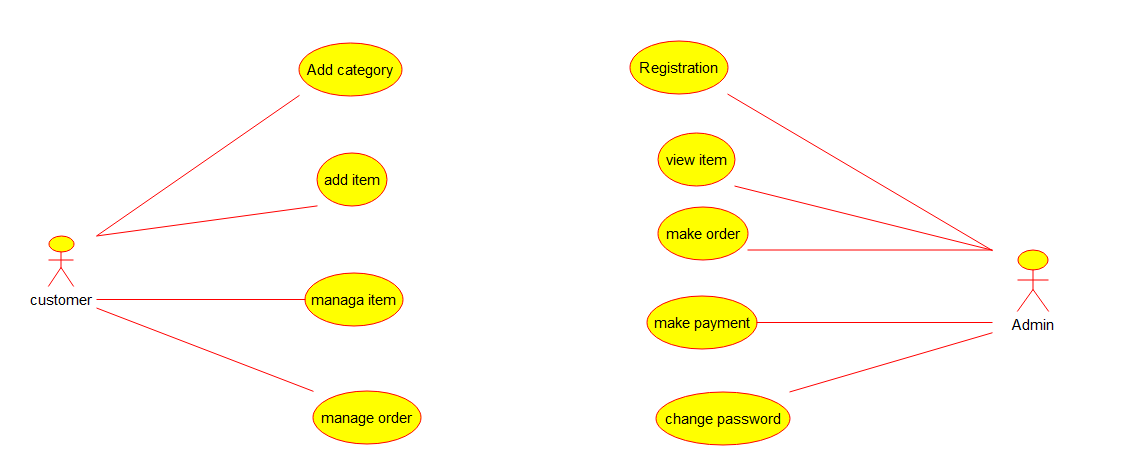 Add category
Registration
view item
add item
make order
customer
managa item
make payment
Admin
manage order
change password